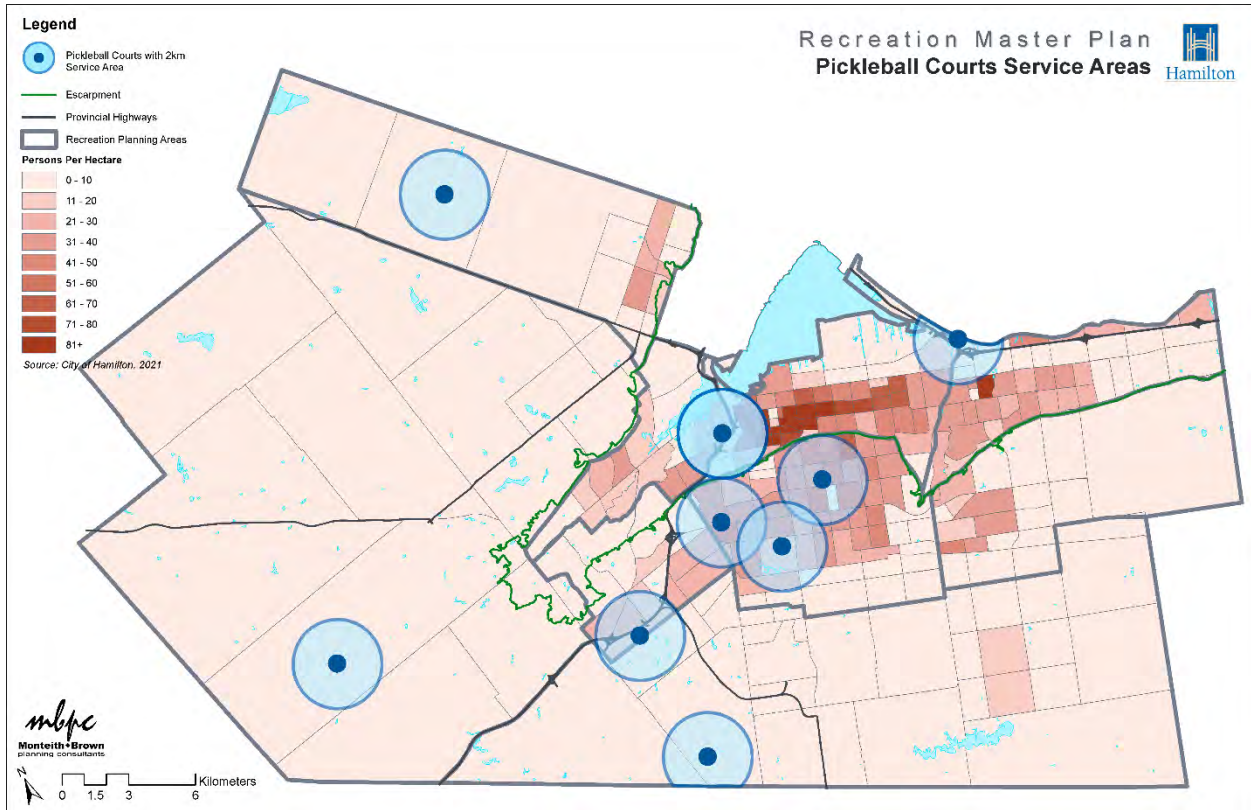 Legend
Pickleball Courts with 2km
Service Area
Escarpment
Provincial Highways
Recreation Planning Areas
Persons Per Hectare
0 - 10
11 - 20
21 - 30
31 - 40
41 - 50
51 - 60
61 - 70
71 - 80
81+
Source: City of Hamilton, 2021
Recreation Master Plan
Pickleball Courts Service Areas
Hamilton
mbpc
Monteith•Brown
planning consultants
N
Kilometers
0 1.5 3 6